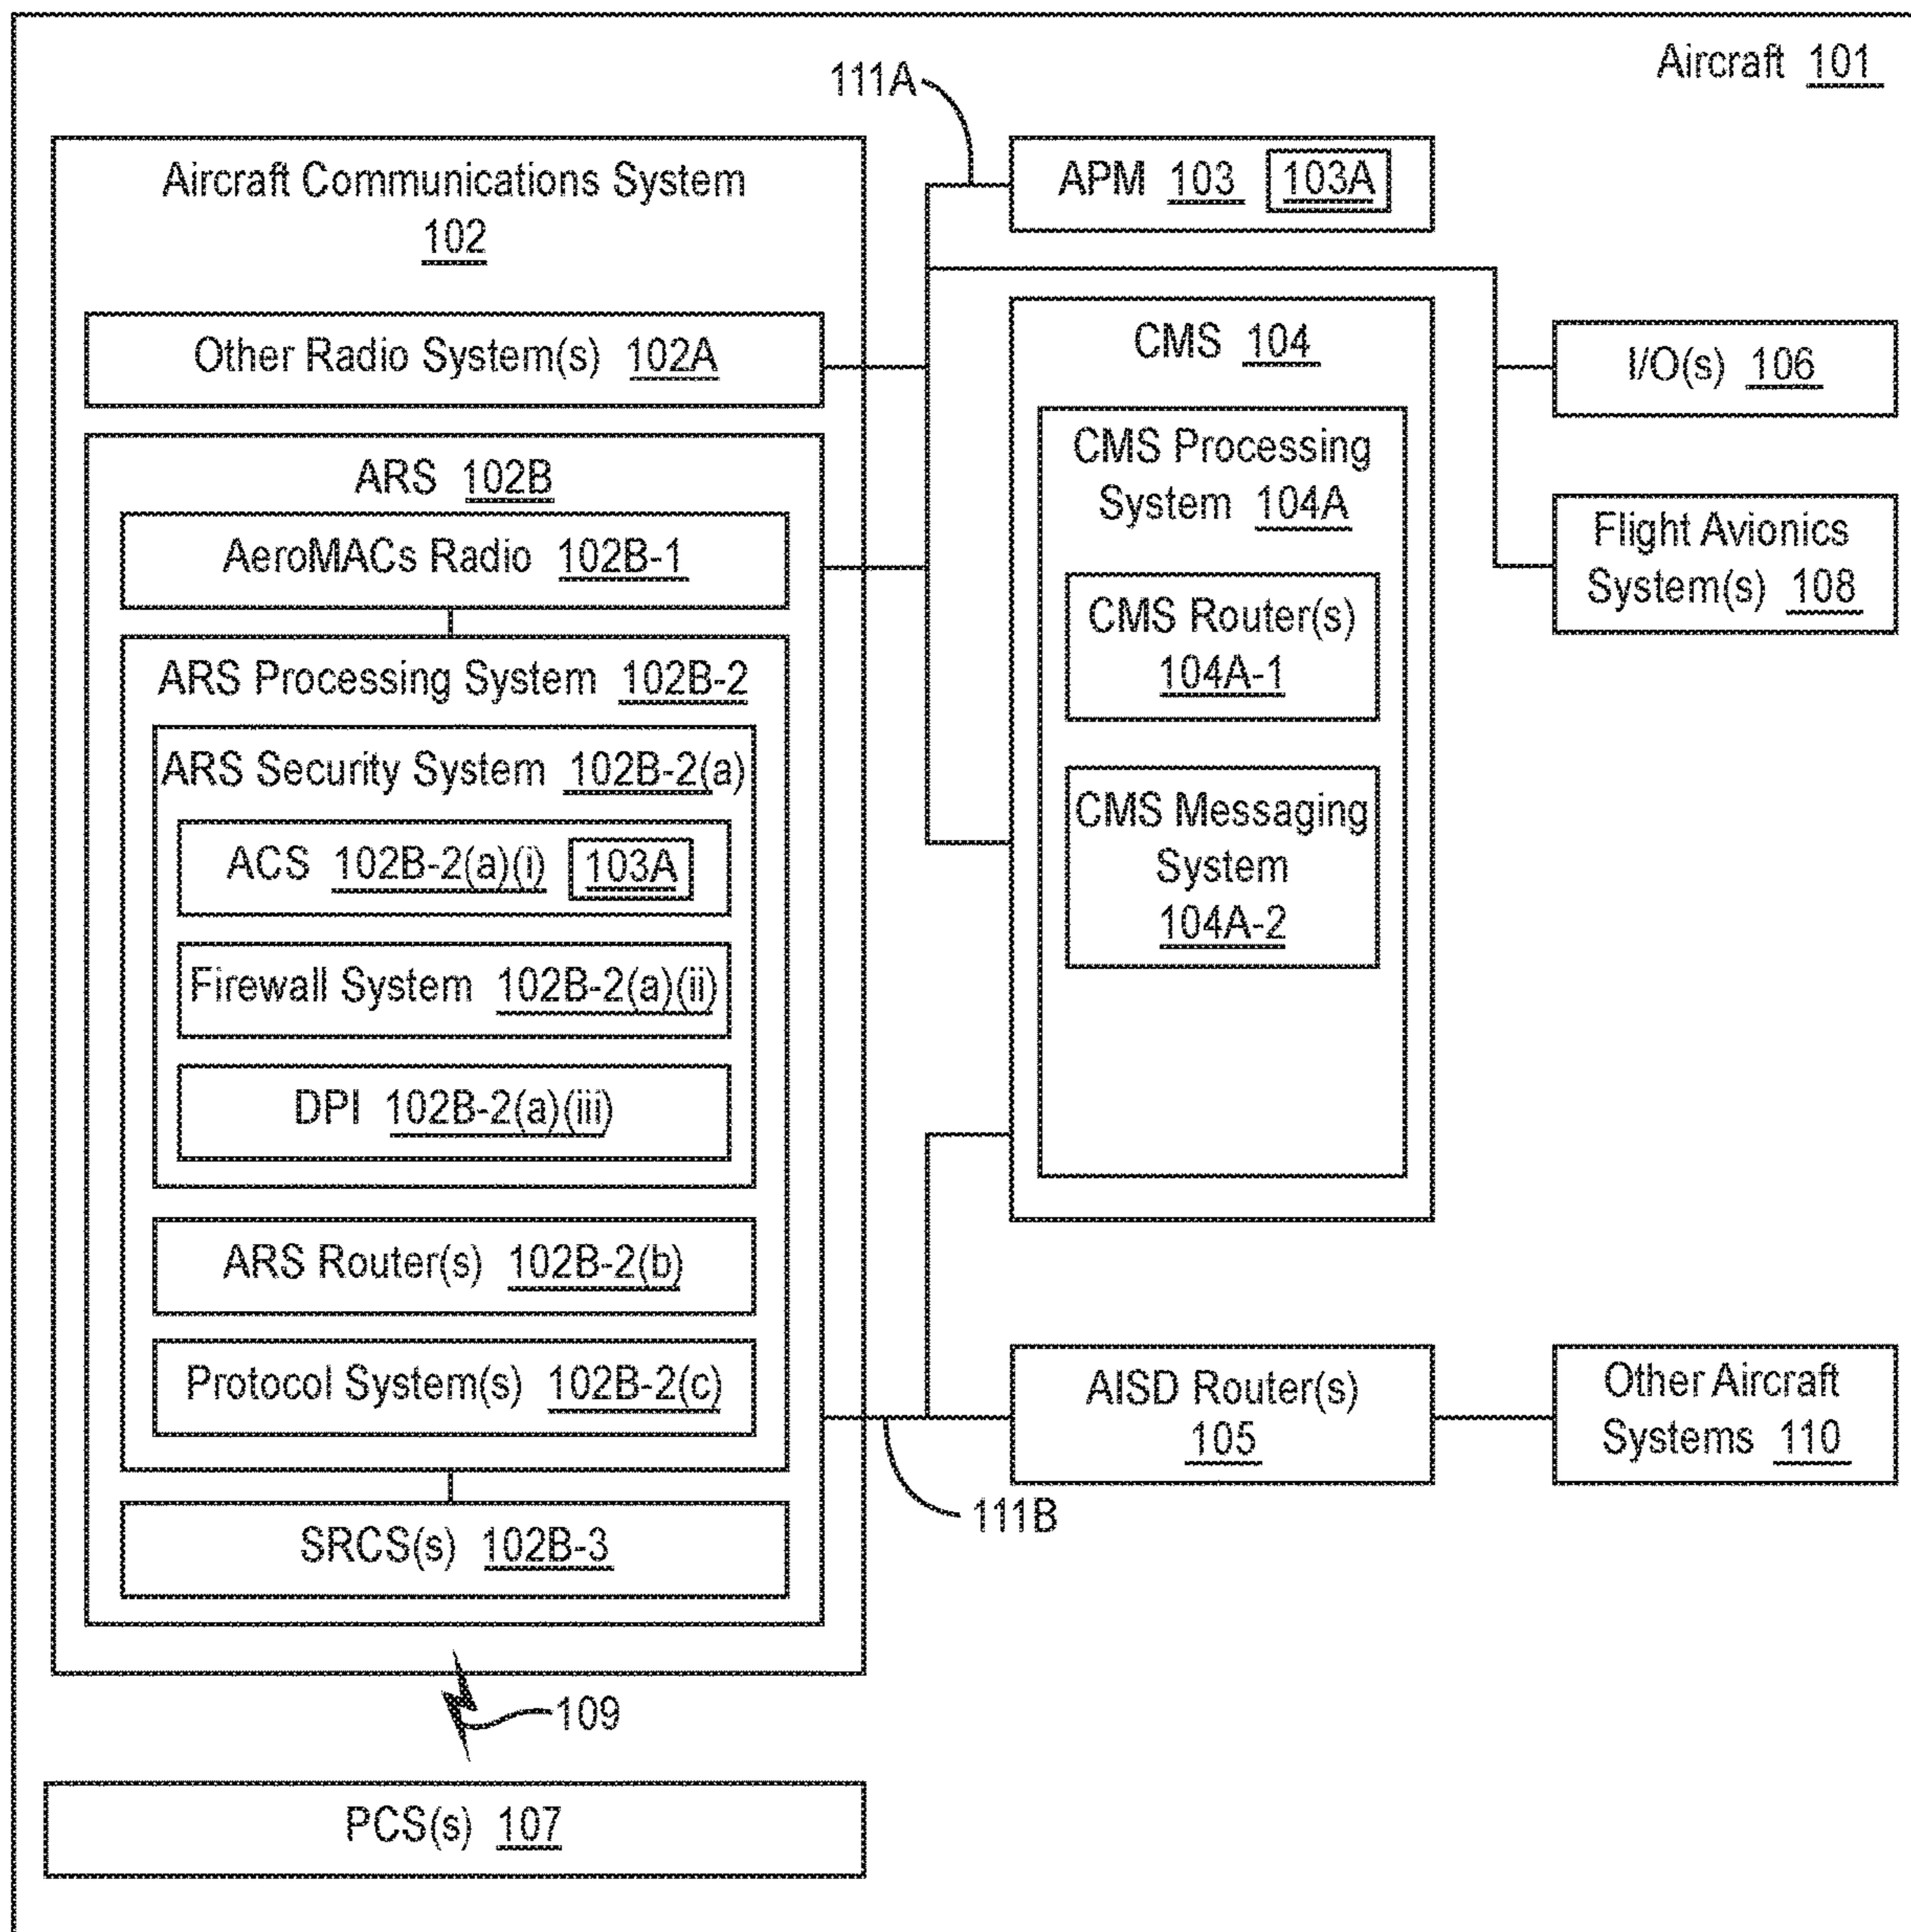 Aircraft 101
111A
Aircraft Communications System
102
Other Radio System(s) 102A
ARS 102B
AeroMACs Radio 102B-1
ARS Processing System 102B-2
ARS Security System 102B-2(a)
ACS 102B-2(a)(i) 103A
Firewall System 102B-2(a)(ii)
DPI 102B-2(a)(iii)
ARS Router(s) 102B-2(b)
Protocol System(s) 102B-2(c)
SRCS(s) 102B-3
109
PCS(s) 107
APM 103 103A
CMS 104
CMS Processing
System 104A
CMS Router(s)
104A-1
CMS Messaging
System
104A-2
I/O(s) 106
Flight Avionics
System(s) 108
AISD Router(s)
105
111B
Other Aircraft
Systems 110